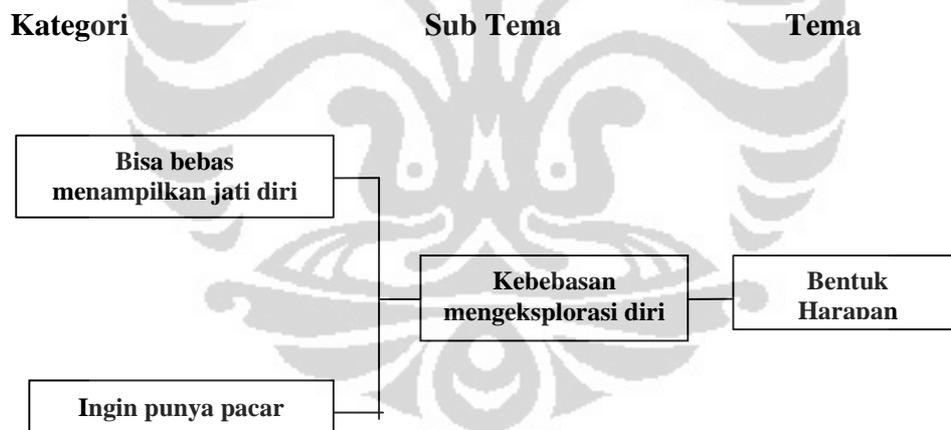 Kategori Sub Tema Tema
Bisa bebas
menampilkan jati diri
Kebebasan
mengeksplorasi diri
Bentuk
Harapan
Ingin punya pacar